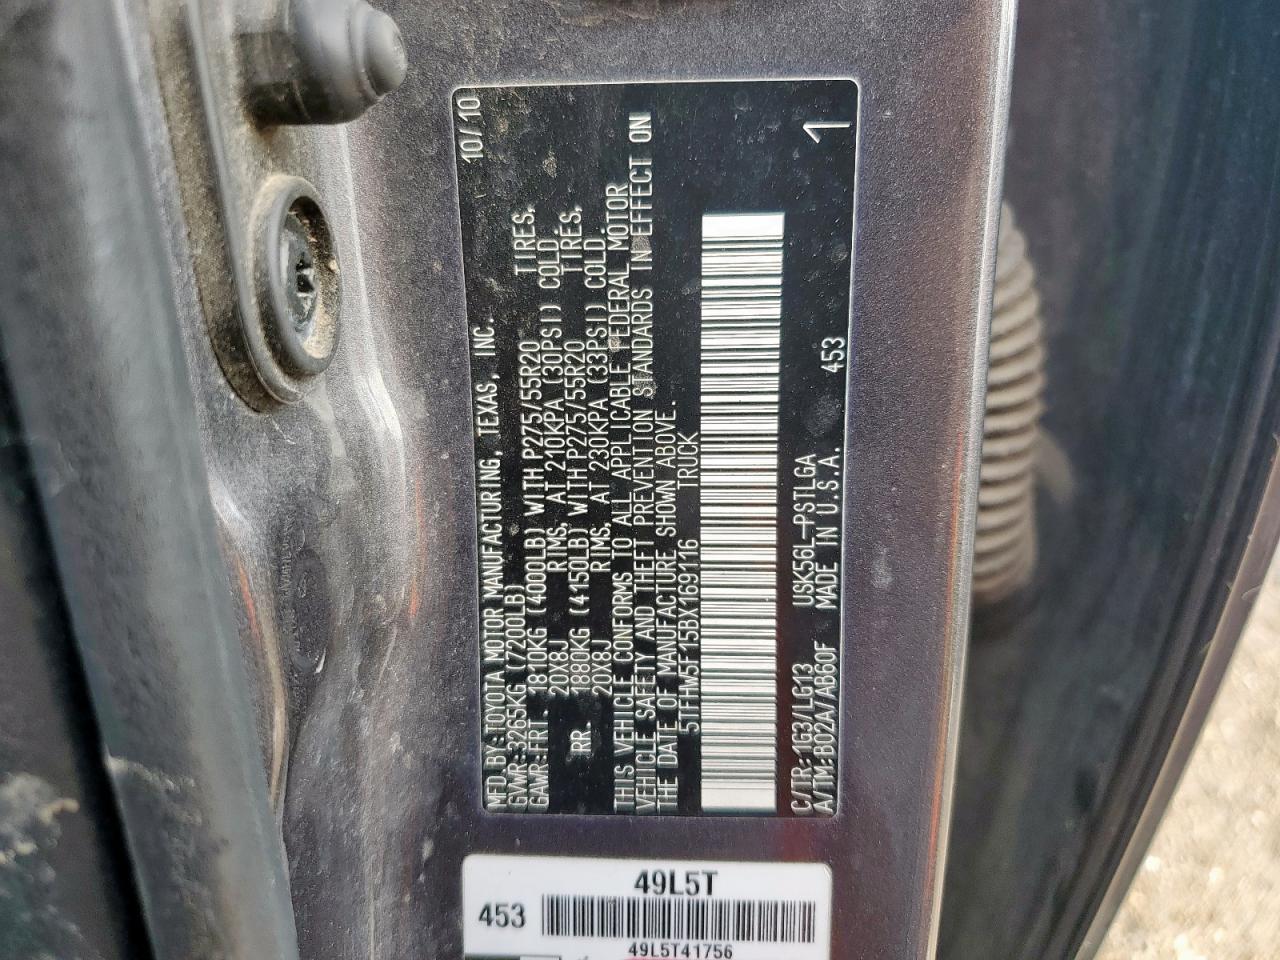 MFD. BY: TOYOTA MOTOR MANUFACTURING, TEXAS, INC. 10/10
GVWR: 3265KG (7200LB)
GAWR: FRT. 1810KG (4000LB) WITH P275/55R20 TIRES.
20X8J RIMS, AT 210KPA (30PSI) COLD
RR. 1880KG (4150LB) WITH P275/55R20 TIRES.
20X8J RIMS, AT 230KPA (33PSI) COLD.
THIS VEHICLE CONFORMS TO ALL APPLICABLE FEDERAL MOTOR
VEHICLE SAFETY AND THEFT PREVENTION STANDARDS IN EFFECT ON
THE DATE OF MANUFACTURE SHOWN ABOVE.
5TFHW5F15BX169116 TRUCK
C/TR: 1G3/LG13 USK56L-PSTLGA
A/TM: B02A/AB60F MADE IN U.S.A. 453 1
49L5T
453
49L5T41756